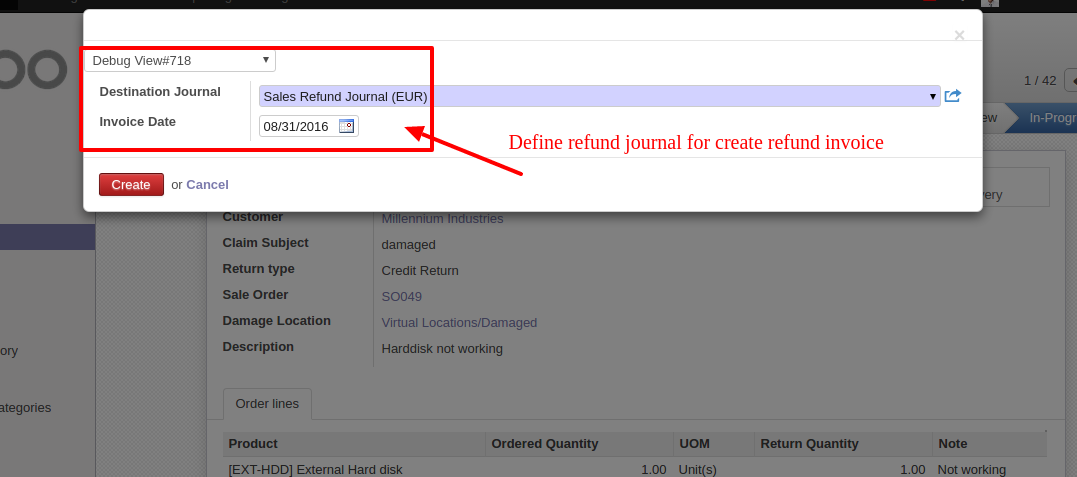 ×
Debug View#718
Destination Journal Sales Refund Journal (EUR)
Invoice Date 08/31/2016
Define refund journal for create refund invoice
Create or Cancel
1 / 42
ew In-Progr
very
Customer Millennium Industries
Claim Subject damaged
Return type Credit Return
Sale Order SO049
Damage Location Virtual Locations/Damaged
Description Harddisk not working
ory
ategories
Order lines
Product Ordered Quantity UOM Return Quantity Note
[EXT-HDD] External Hard disk 1.00 Unit(s) 1.00 Not working